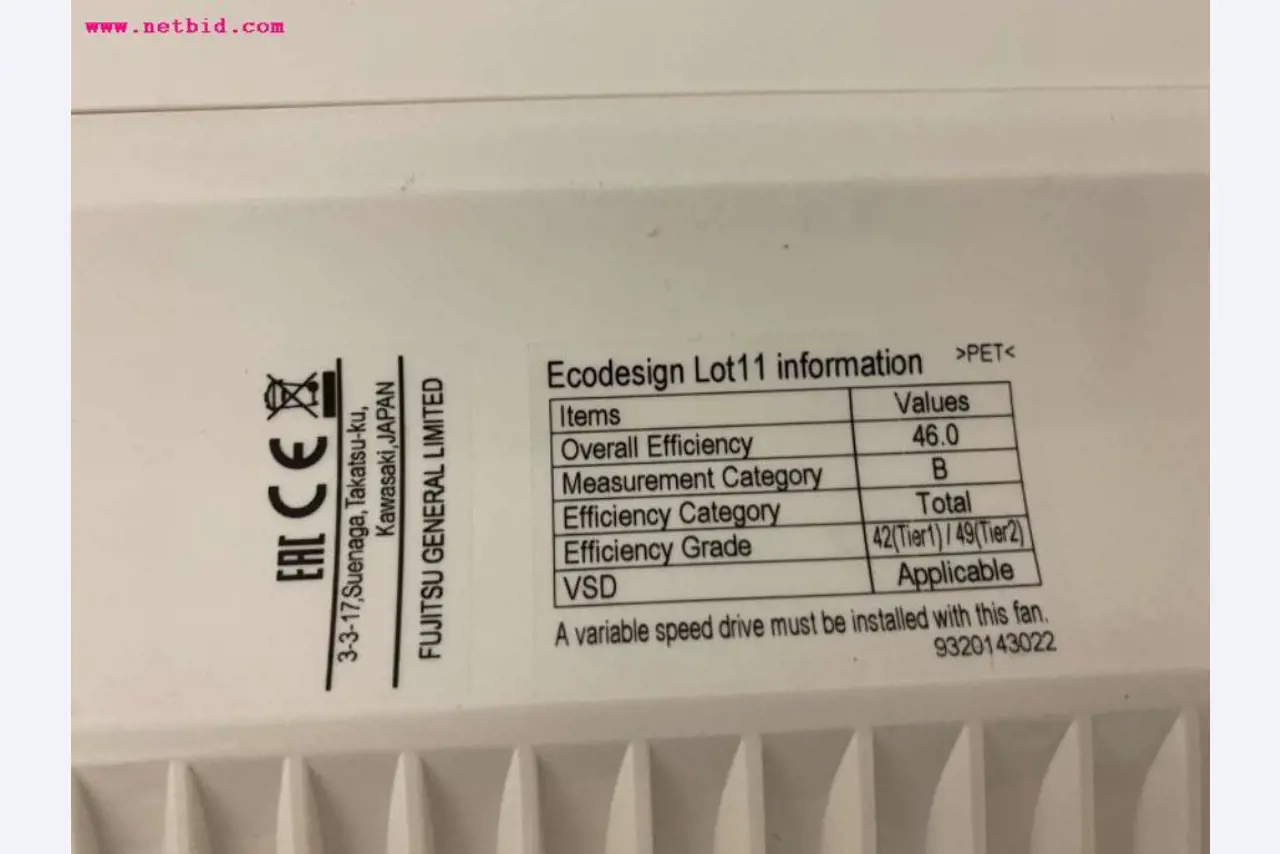 www.netbid.com
EAC CE
3-3-17,Suenaga,Takatsu-ku,
Kawasaki,JAPAN
FUJITSU GENERAL LIMITED
Ecodesign Lot11 information >PET<
Items Values
Overall Efficiency 46.0
Measurement Category B
Efficiency Category Total
Efficiency Grade 42(Tier1) / 49(Tier2)
VSD Applicable
A variable speed drive must be installed with this fan.
9320143022